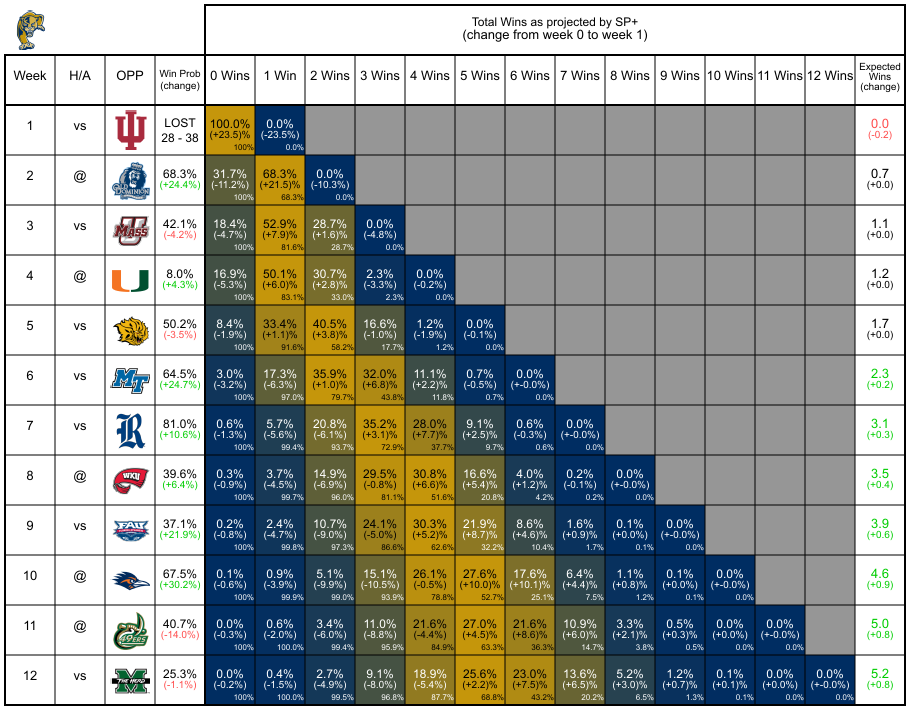 Total Wins as projected by SP+
(change from week 0 to week 1)
Week H/A OPP Win Prob (change) 0 Wins 1 Win 2 Wins 3 Wins 4 Wins 5 Wins 6 Wins 7 Wins 8 Wins 9 Wins 10 Wins 11 Wins 12 Wins Expected Wins (change)
1 vs LOST 100.0% 0.0% 0.0
28 - 38 (+23.5)% (-23.5%) (-0.2)
100% 0.0%
2 @ OLD DOMINION 68.3% 31.7% 68.3% 0.0% 0.7
(+24.4%) (-11.2%) (+21.5)% (-10.3%) (+0.0)
100% 68.3% 0.0%
3 vs MASS 42.1% 18.4% 52.9% 28.7% 0.0% 1.1
(-4.2%) (-4.7%) (+7.9)% (+1.6)% (-4.8%) (+0.0)
100% 81.6% 28.7% 0.0%
4 @ 8.0% 16.9% 50.1% 30.7% 2.3% 0.0% 1.2
(+4.3%) (-5.3%) (+6.0)% (+2.8)% (-3.3%) (-0.2%) (+0.0)
100% 83.1% 33.0% 2.3% 0.0%
5 vs 50.2% 8.4% 33.4% 40.5% 16.6% 1.2% 0.0% 1.7
(-3.5%) (-1.9%) (+1.1)% (+3.8)% (-1.0%) (-1.9%) (-0.1%) (+0.0)
100% 91.6% 58.2% 17.7% 1.2% 0.0%
6 vs MT 64.5% 3.0% 17.3% 35.9% 32.0% 11.1% 0.7% 0.0% 2.3
(+24.7%) (-3.2%) (-6.3%) (+1.0)% (+6.8)% (+2.2)% (-0.5%) (+-0.0%) (+0.2)
100% 97.0% 79.7% 43.8% 11.8% 0.7% 0.0%
7 vs R 81.0% 0.6% 5.7% 20.8% 35.2% 28.0% 9.1% 0.6% 0.0% 3.1
(+10.6%) (-1.3%) (-5.6%) (-6.1%) (+3.1)% (+7.7)% (+2.5)% (-0.3%) (+-0.0%) (+0.3)
100% 99.4% 93.7% 72.9% 37.7% 9.7% 0.6% 0.0%
8 @ WKU 39.6% 0.3% 3.7% 14.9% 29.5% 30.8% 16.6% 4.0% 0.2% 0.0% 3.5
(+6.4%) (-0.9%) (-4.5%) (-6.9%) (-0.8%) (+6.6)% (+5.4)% (+1.2)% (-0.1%) (+-0.0%) (+0.4)
100% 99.7% 96.0% 81.1% 51.6% 20.8% 4.2% 0.2% 0.0%
9 vs FAU 37.1% 0.2% 2.4% 10.7% 24.1% 30.3% 21.9% 8.6% 1.6% 0.1% 0.0% 3.9
(+21.9%) (-0.8%) (-4.7%) (-9.0%) (-5.0%) (+5.2)% (+8.7)% (+4.6)% (+0.9)% (+0.0)% (+-0.0%) (+0.6)
100% 99.8% 97.3% 86.6% 62.6% 32.2% 10.4% 1.7% 0.1% 0.0%
10 @ 67.5% 0.1% 0.9% 5.1% 15.1% 26.1% 27.6% 17.6% 6.4% 1.1% 0.1% 0.0% 4.6
(+30.2%) (-0.6%) (-3.9%) (-9.9%) (-10.5%) (-0.5%) (+10.0)% (+10.1)% (+4.4)% (+0.8)% (+0.0)% (+-0.0%) (+0.9)
100% 99.9% 99.0% 93.9% 78.8% 52.7% 25.1% 7.5% 1.2% 0.1% 0.0%
11 @ 49ERS 40.7% 0.0% 0.6% 3.4% 11.0% 21.6% 27.0% 21.6% 10.9% 3.3% 0.5% 0.0% 0.0% 5.0
(-14.0%) (-0.3%) (-2.0%) (-6.0%) (-8.8%) (-4.4%) (+4.5)% (+8.6)% (+6.0)% (+2.1)% (+0.3)% (+0.0)% (+-0.0%) (+0.8)
100% 100.0% 99.4% 95.9% 84.9% 63.3% 36.3% 14.7% 3.8% 0.5% 0.0% 0.0%
12 vs THE HERD 25.3% 0.0% 0.4% 2.7% 9.1% 18.9% 25.6% 23.0% 13.6% 5.2% 1.2% 0.1% 0.0% 0.0% 5.2
(-1.1%) (-0.2%) (-1.5%) (-4.9%) (-8.0%) (-5.4%) (+2.2)% (+7.5)% (+6.5)% (+3.0)% (+0.7)% (+0.1)% (+0.0)% (+-0.0%) (+0.8)
100% 100.0% 99.5% 96.8% 87.7% 68.8% 43.2% 20.2% 6.5% 1.3% 0.1% 0.0% 0.0%